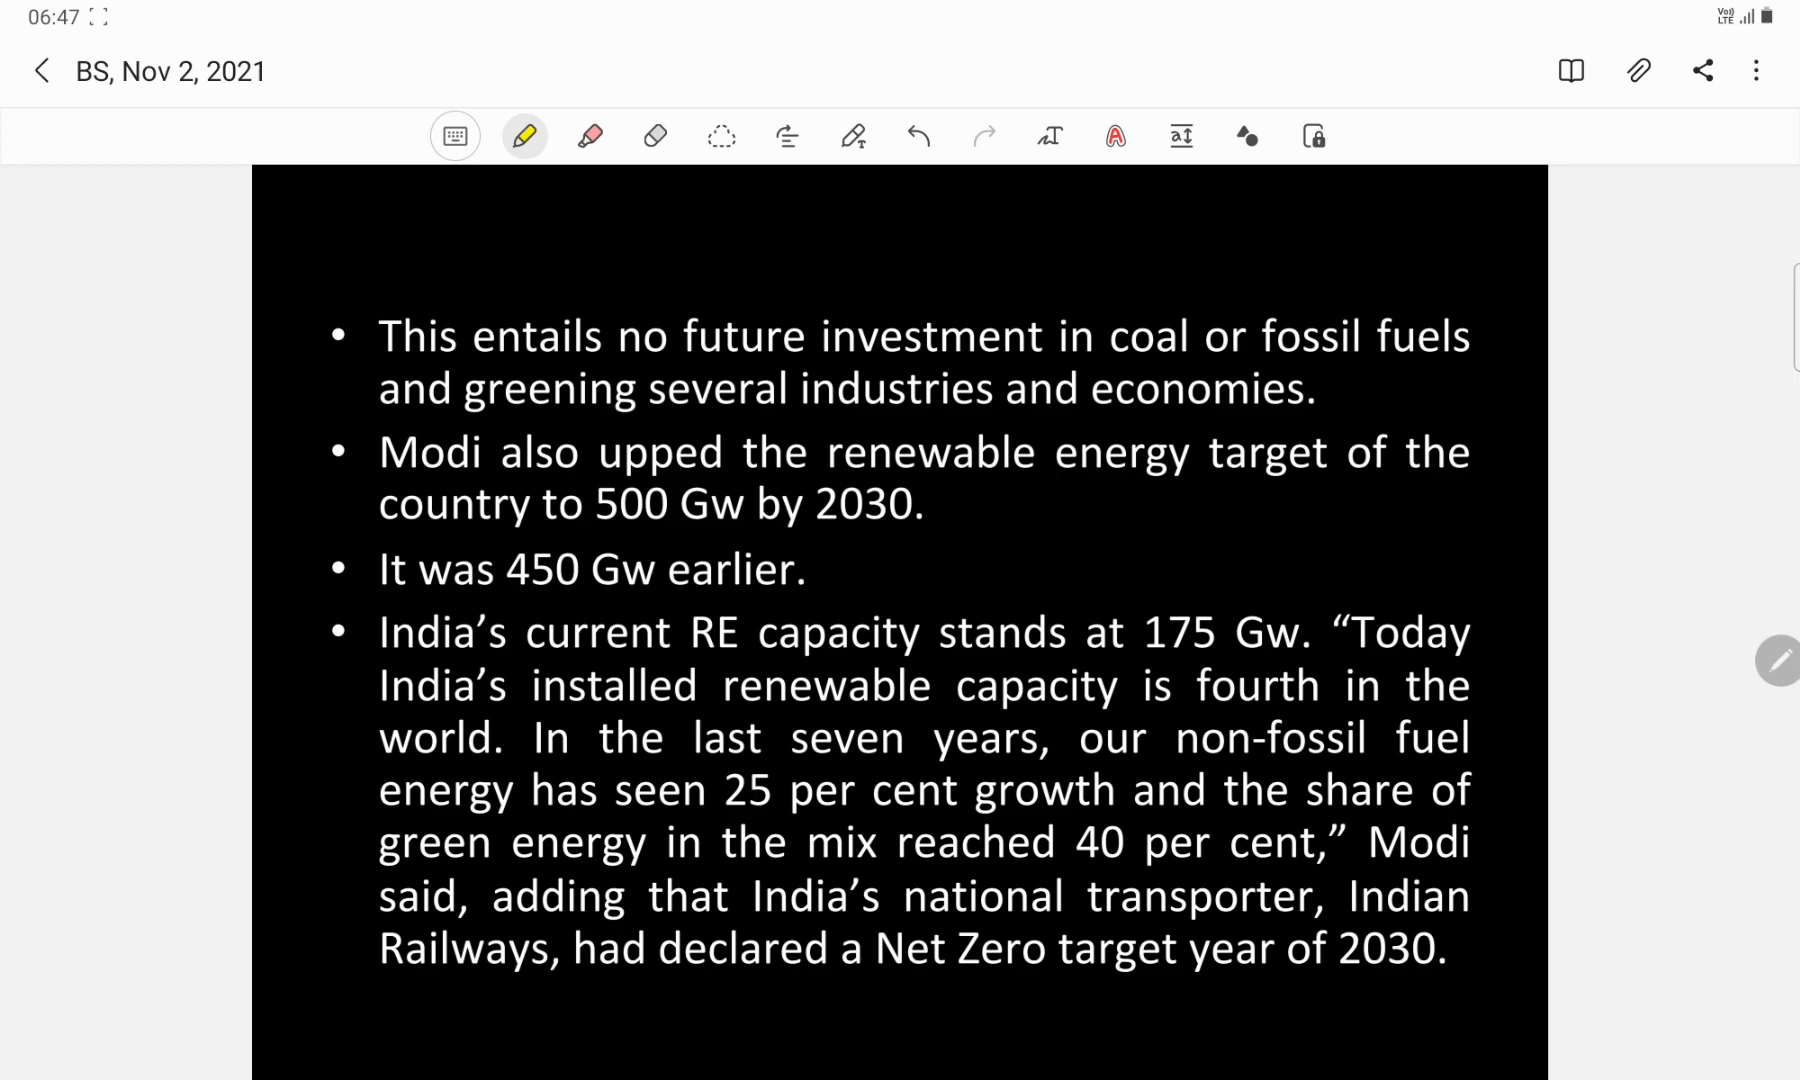 06:47
Vo))
LTE
BS, Nov 2, 2021
• This entails no future investment in coal or fossil fuels
and greening several industries and economies.
• Modi also upped the renewable energy target of the
country to 500 Gw by 2030.
• It was 450 Gw earlier.
• India’s current RE capacity stands at 175 Gw. “Today
India’s installed renewable capacity is fourth in the
world. In the last seven years, our non-fossil fuel
energy has seen 25 per cent growth and the share of
green energy in the mix reached 40 per cent,” Modi
said, adding that India’s national transporter, Indian
Railways, had declared a Net Zero target year of 2030.